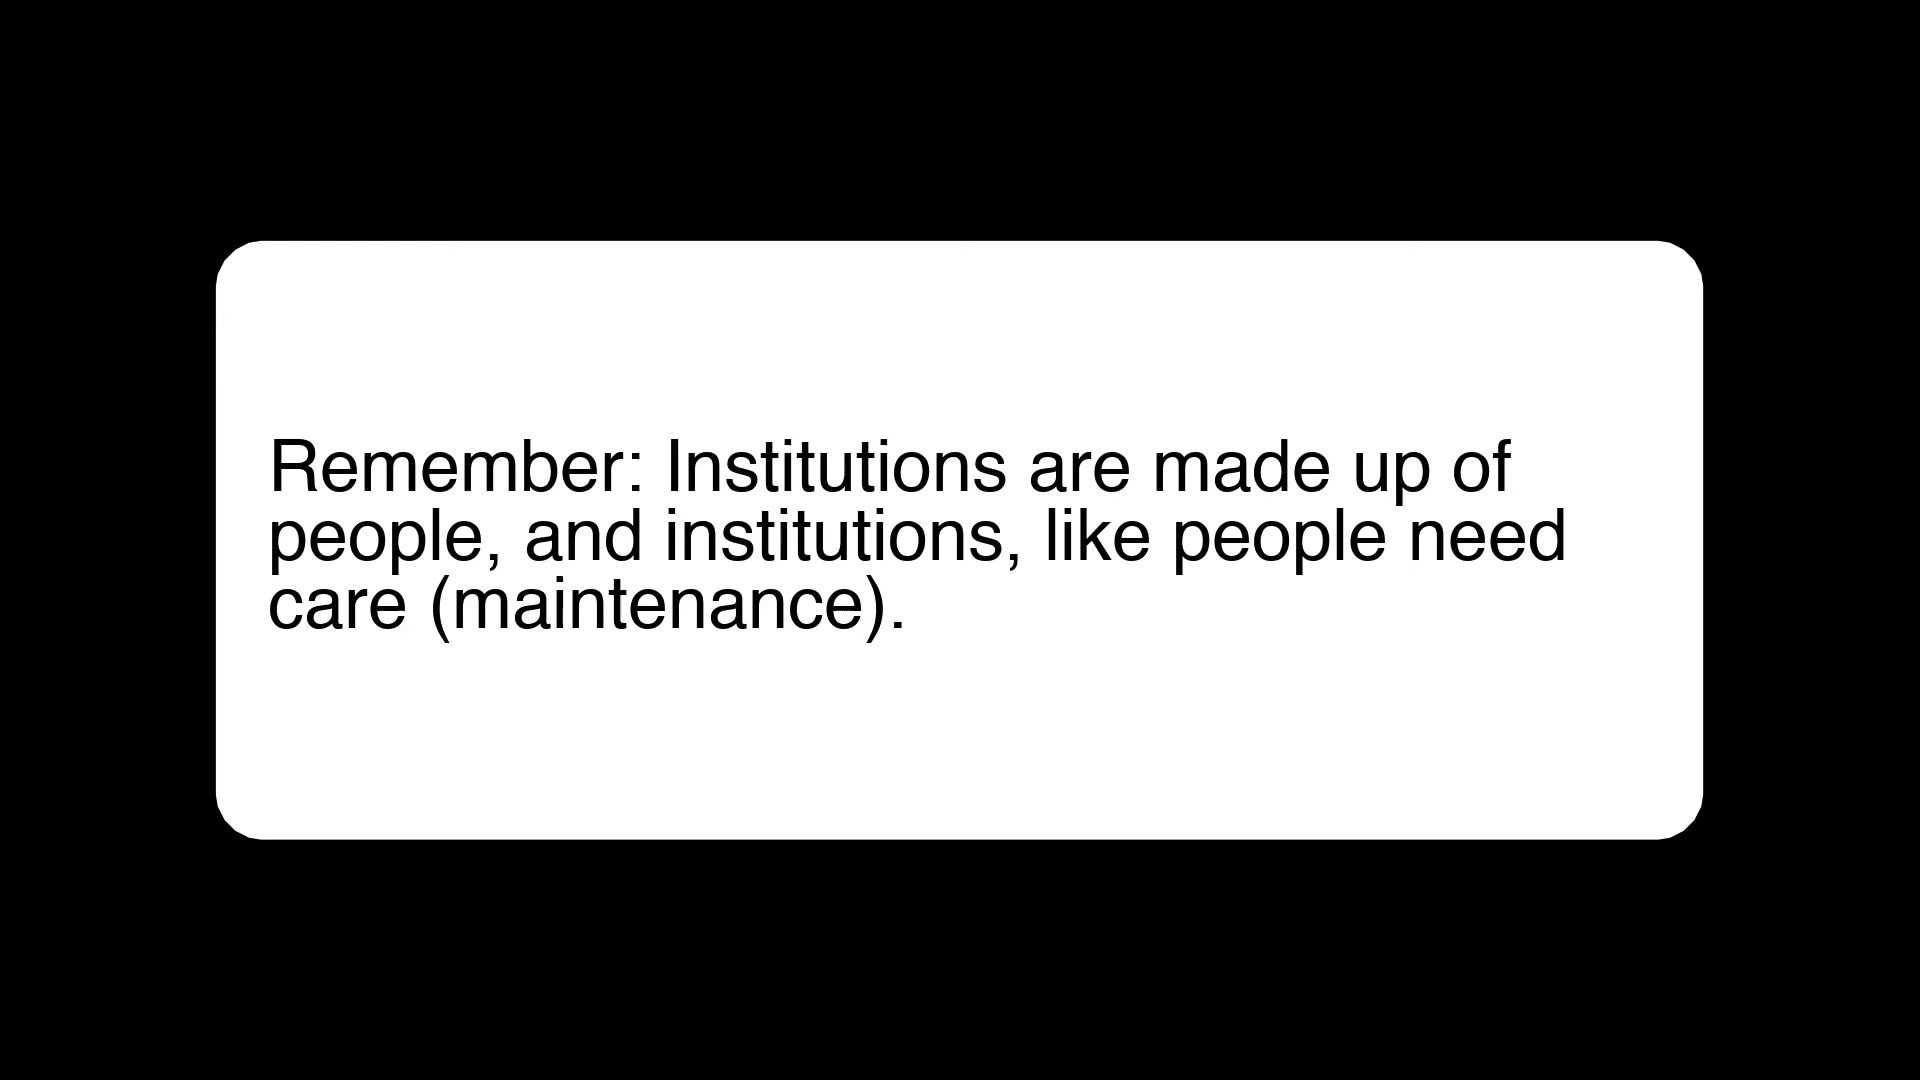 Remember: Institutions are made up of
people, and institutions, like people need
care (maintenance).